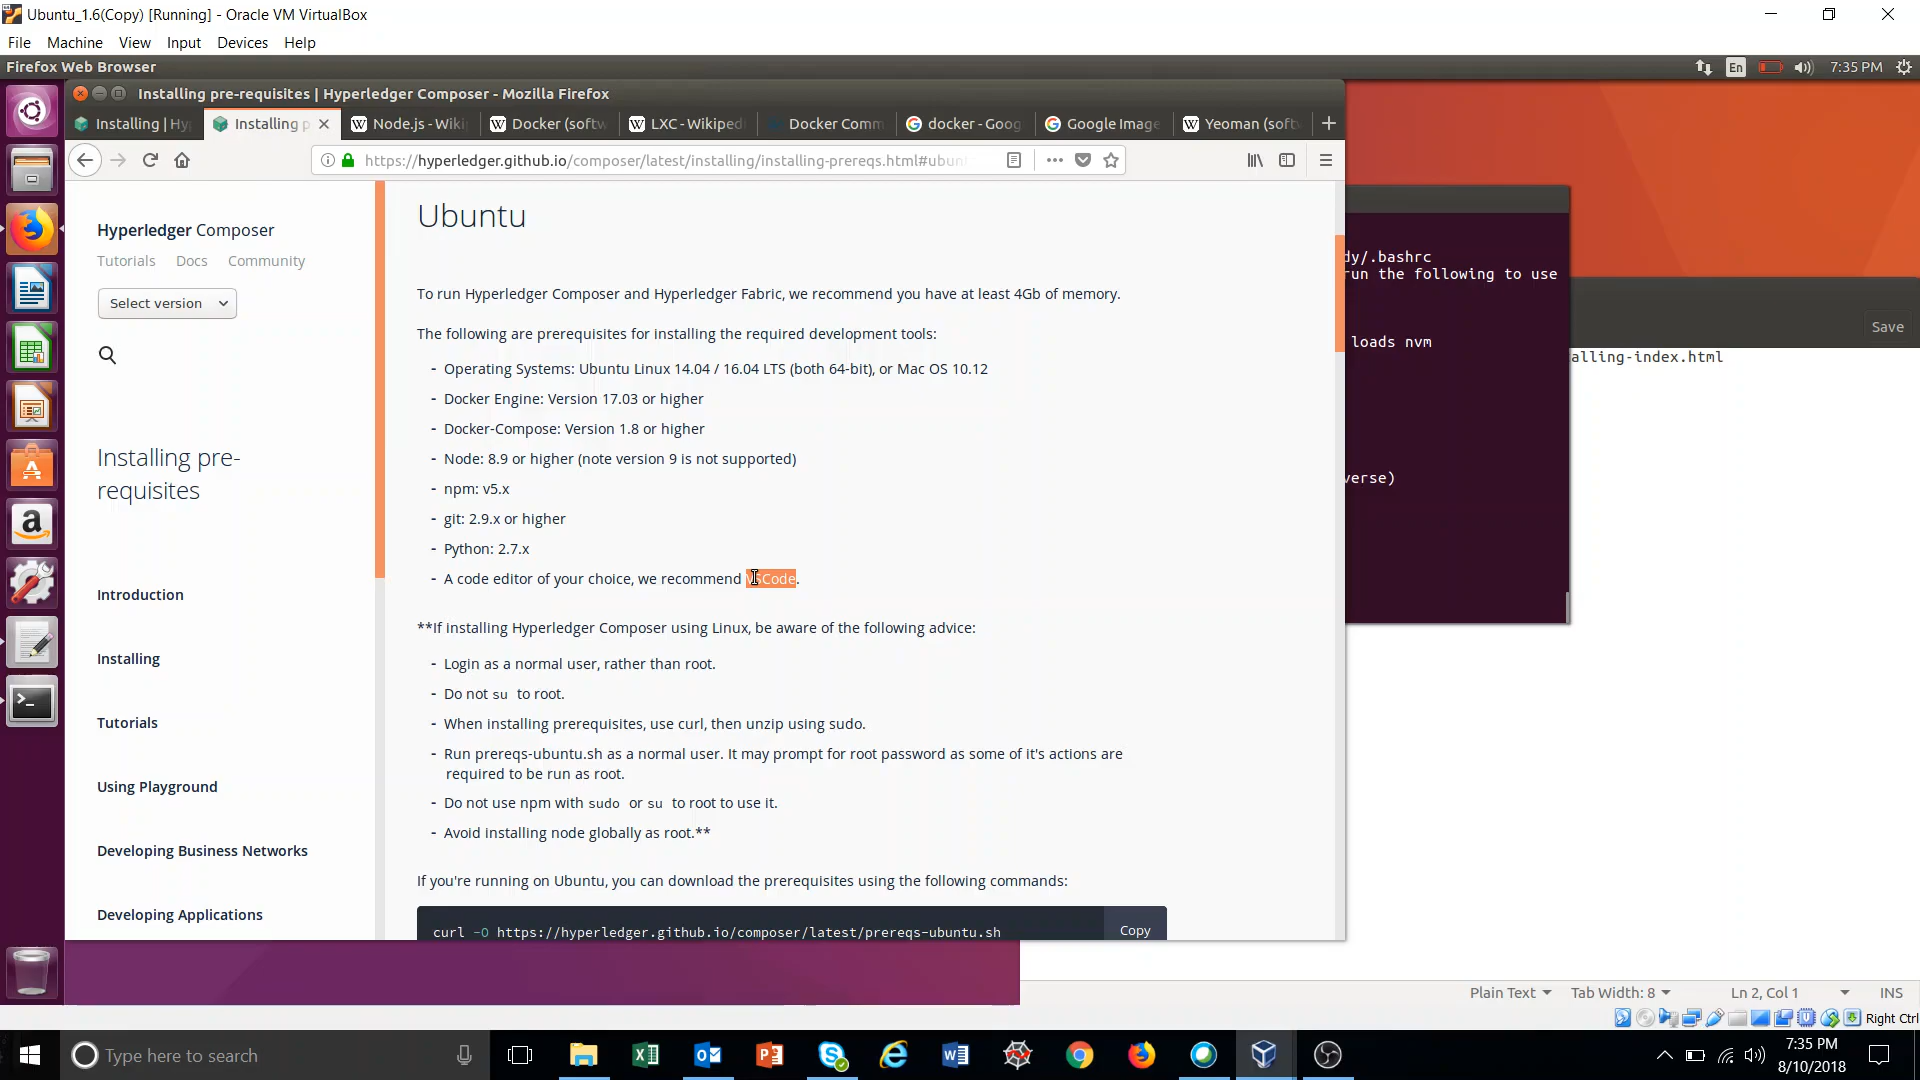 Ubuntu_1.6(Copy) [Running] - Oracle VM VirtualBox
File Machine View Input Devices Help
Firefox Web Browser
En
7:35 PM
Installing pre-requisites | Hyperledger Composer - Mozilla Firefox
Installing | Hy
Installing p
Node.js - Wiki
Docker (softw
LXC - Wikiped
Docker Comm
docker - Goog
Google Image
Yeoman (soft
https://hyperledger.github.io/composer/latest/installing/installing-prereqs.html#ubun
Hyperledger Composer
Tutorials Docs Community
Select version
Installing pre-
requisites
Introduction
Installing
Tutorials
Using Playground
Developing Business Networks
Developing Applications
Ubuntu
To run Hyperledger Composer and Hyperledger Fabric, we recommend you have at least 4Gb of memory.
The following are prerequisites for installing the required development tools:
- Operating Systems: Ubuntu Linux 14.04 / 16.04 LTS (both 64-bit), or Mac OS 10.12
- Docker Engine: Version 17.03 or higher
- Docker-Compose: Version 1.8 or higher
- Node: 8.9 or higher (note version 9 is not supported)
- npm: v5.x
- git: 2.9.x or higher
- Python: 2.7.x
- A code editor of your choice, we recommend VSCode.
**If installing Hyperledger Composer using Linux, be aware of the following advice:
- Login as a normal user, rather than root.
- Do not su to root.
- When installing prerequisites, use curl, then unzip using sudo.
- Run prereqs-ubuntu.sh as a normal user. It may prompt for root password as some of it's actions are
required to be run as root.
- Do not use npm with sudo or su to root to use it.
- Avoid installing node globally as root.**
If you're running on Ubuntu, you can download the prerequisites using the following commands:
curl -O https://hyperledger.github.io/composer/latest/prereqs-ubuntu.sh
Copy
dy/.bashrc
run the following to use
loads nvm
verse)
Save
alling-index.html
Plain Text
Tab Width: 8
Ln 2, Col 1
INS
Right Ctrl
Type here to search
7:35 PM
8/10/2018